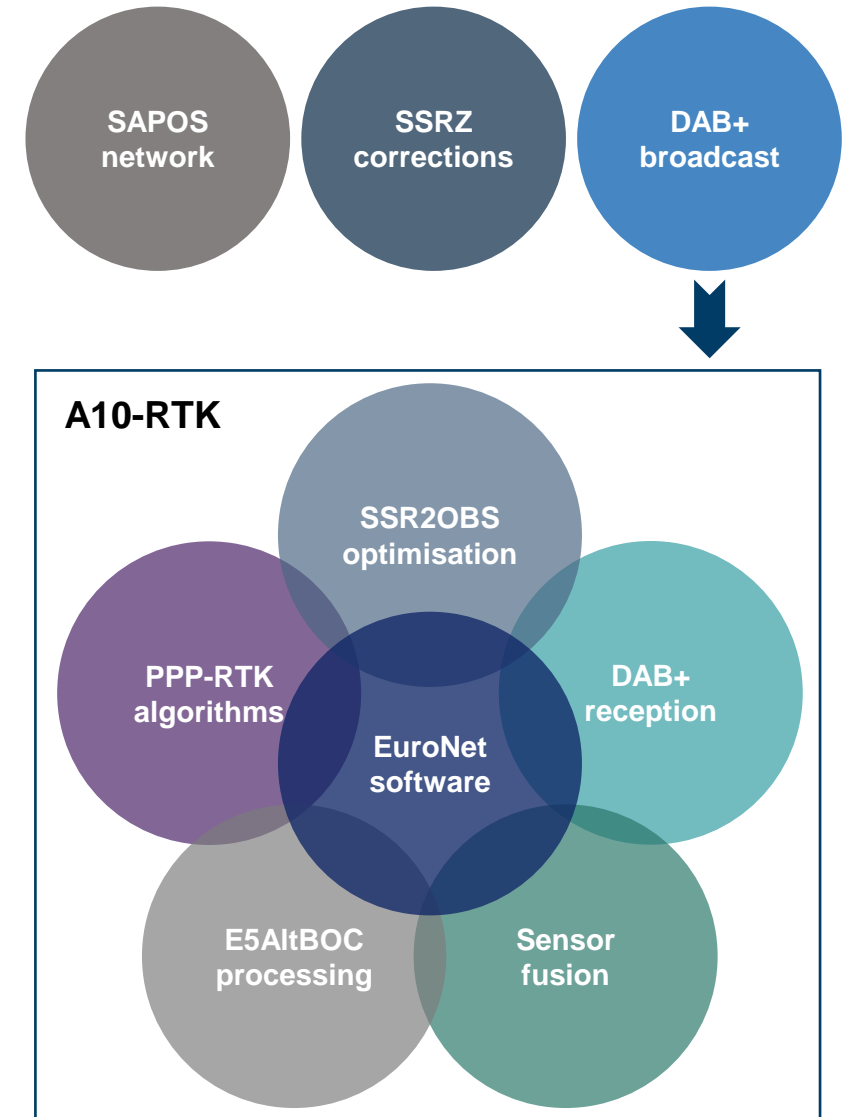 SAPOS
network
SSRZ
corrections
DAB+
broadcast
A10-RTK
SSR2OBS
optimisation
PPP-RTK
algorithms
DAB+
reception
EuroNet
software
E5AltBOC
processing
Sensor
fusion